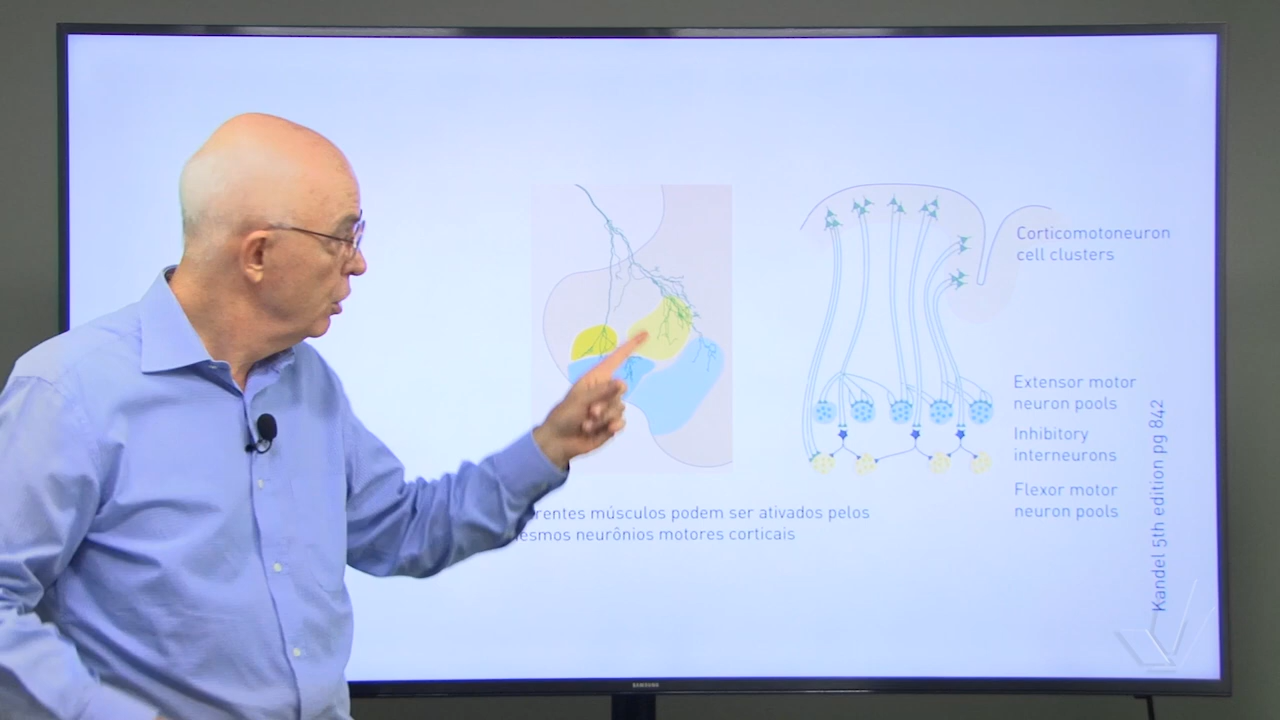 Corticomotoneuron
cell clusters
Extensor motor
neuron pools
Inhibitory
interneurons
Flexor motor
neuron pools
Kandel 5th edition pg 842
músculos podem ser ativados pelos
neurônios motores corticais
SAMSUNG